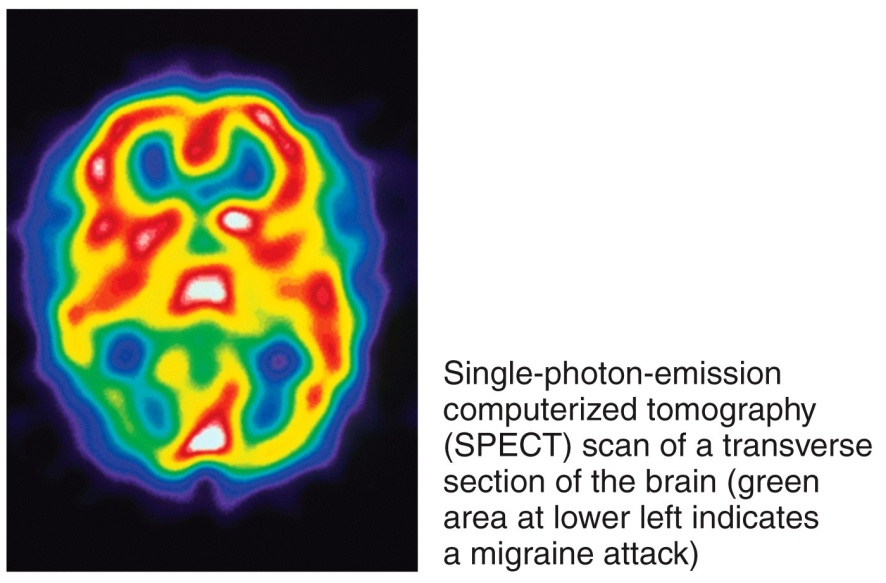 Single-photon-emission
computerized tomography
(SPECT) scan of a transverse
section of the brain (green
area at lower left indicates
a migraine attack)